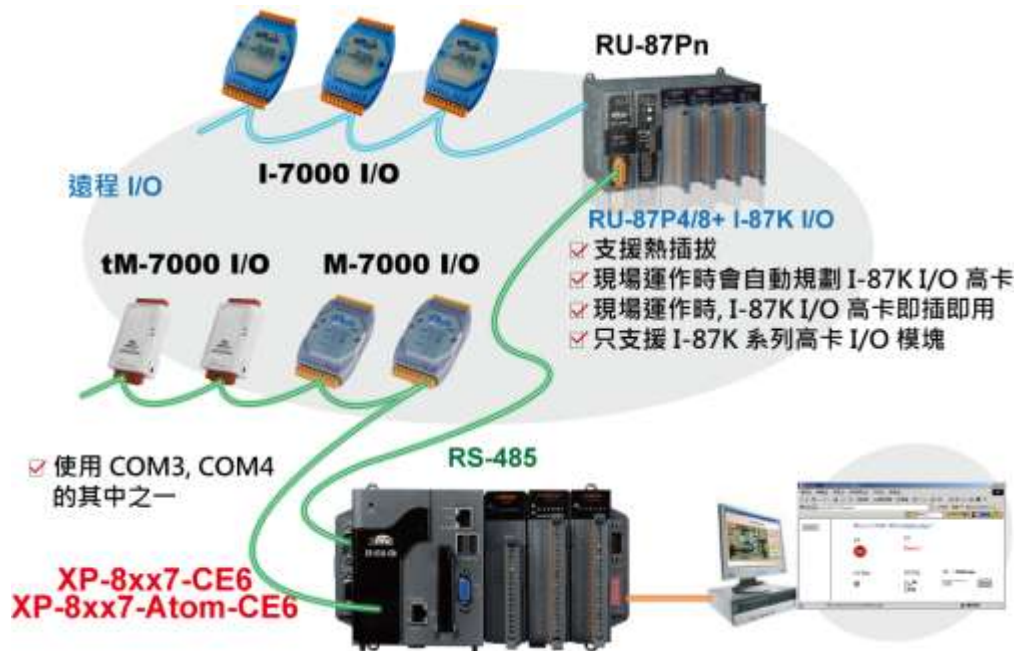 RU-87Pn
I-7000 I/O
遠程 I/O
RU-87P4/8+ I-87K I/O
支援熱插拔
現場運作時會自動規劃 I-87K I/O 高卡
現場運作時, I-87K I/O 高卡即插即用
只支援 I-87K 系列高卡 I/O 模塊
tM-7000 I/O
M-7000 I/O
使用 COM3, COM4
的其中之一
RS-485
XP-8xx7-CE6
XP-8xx7-Atom-CE6